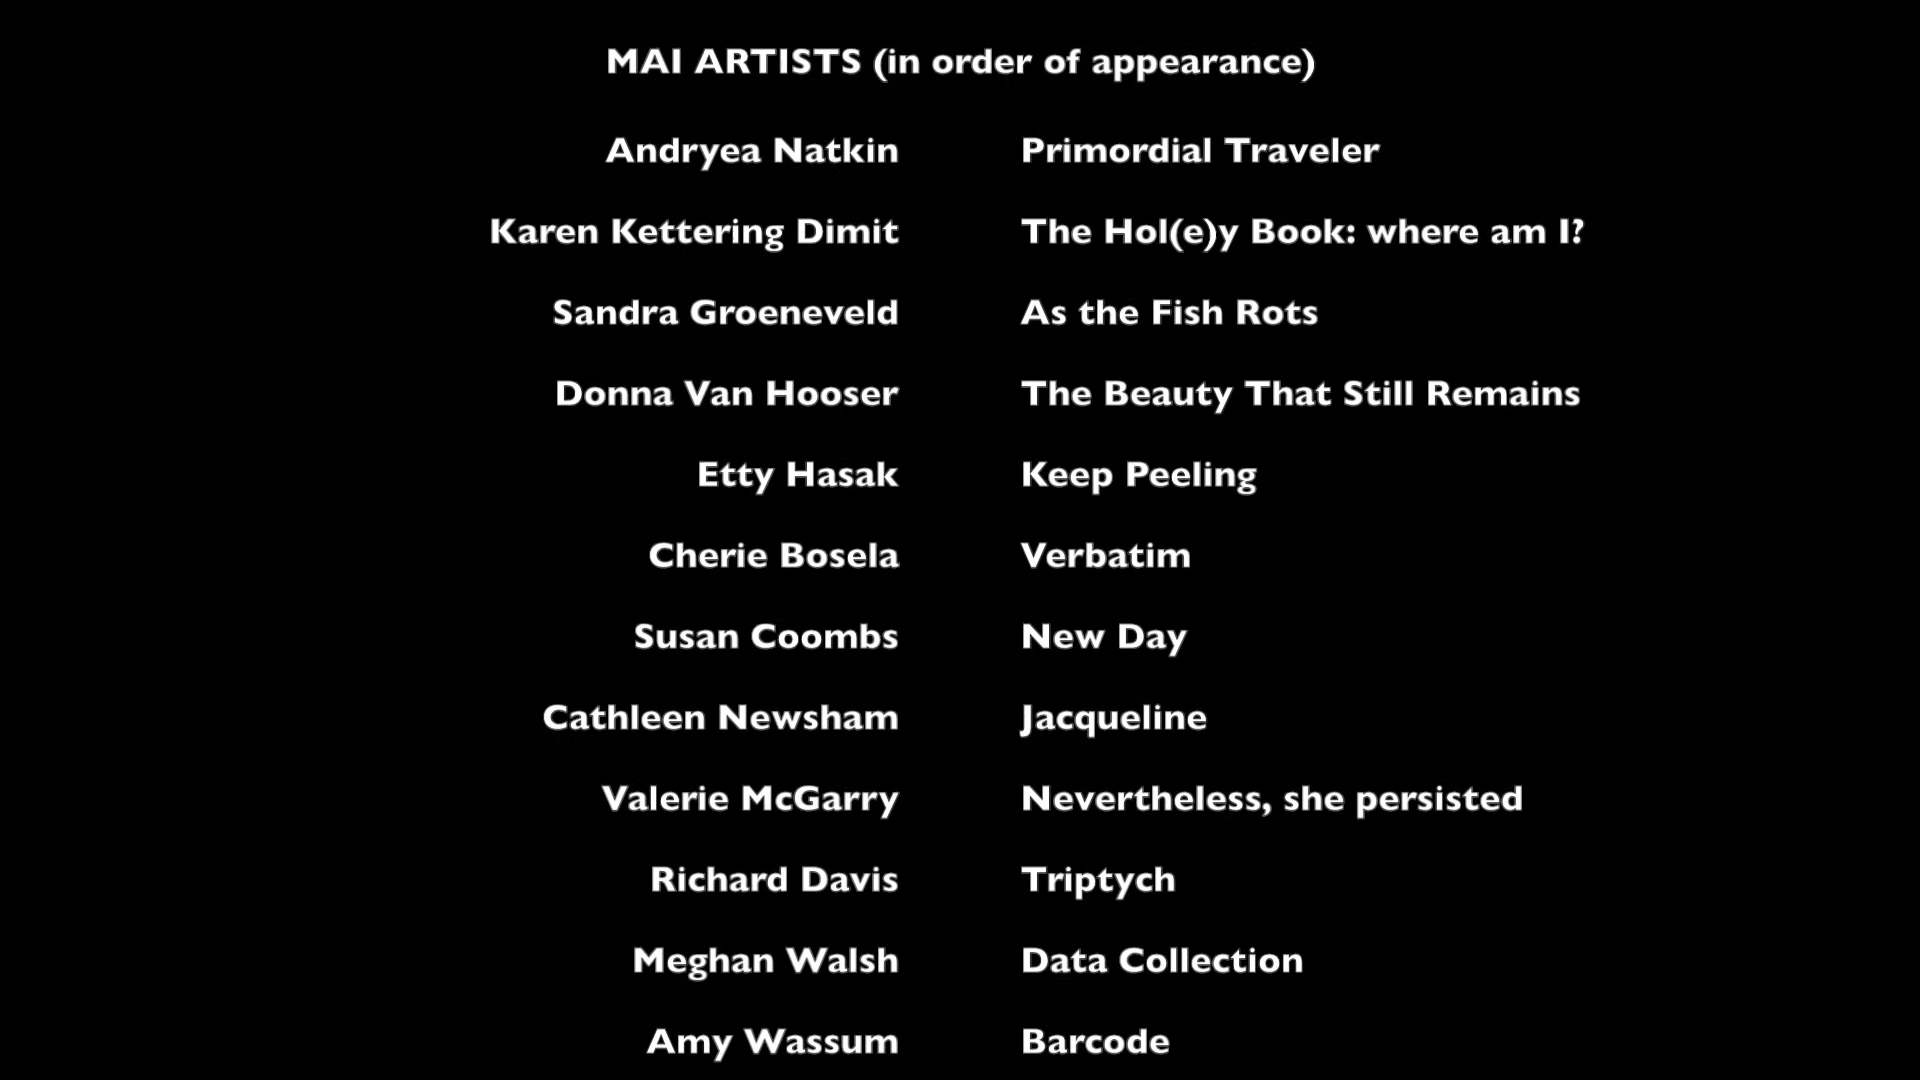 MAI ARTISTS (in order of appearance)
Andryea Natkin Primordial Traveler
Karen Kettering Dimit The Hol(e)y Book: where am I?
Sandra Groeneveld As the Fish Rots
Donna Van Hooser The Beauty That Still Remains
Etty Hasak Keep Peeling
Cherie Bosela Verbatim
Susan Coombs New Day
Cathleen Newsham Jacqueline
Valerie McGarry Nevertheless, she persisted
Richard Davis Triptych
Meghan Walsh Data Collection
Amy Wassum Barcode